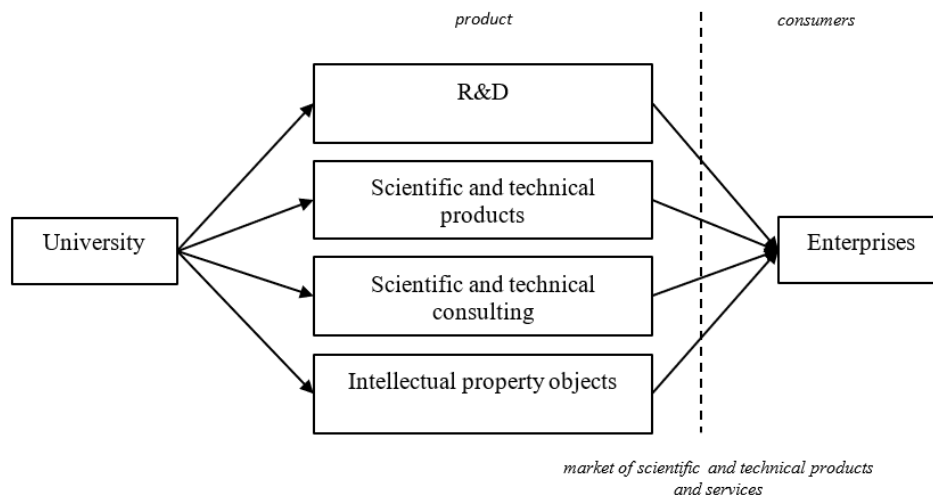 product
consumers
R&D
Scientific and technical
products
University
Enterprises
Scientific and technical
consulting
Intellectual property objects
market of scientific and technical products
and services